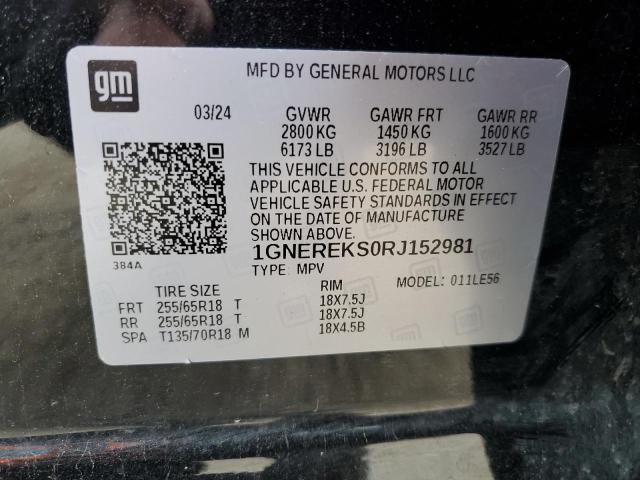 gm
MFD BY GENERAL MOTORS LLC
03/24 GVWR GAWR FRT GAWR RR
2800 KG 1450 KG 1600 KG
6173 LB 3196 LB 3527 LB
THIS VEHICLE CONFORMS TO ALL
APPLICABLE U.S. FEDERAL MOTOR
VEHICLE SAFETY STANDARDS IN EFFECT
ON THE DATE OF MANUFACTURE
SHOWN ABOVE.
384A
1GNEREKS0RJ152981
TYPE: MPV MODEL: 011LE56
TIRE SIZE RIM
FRT 255/65R18 T 18X7.5J
RR 255/65R18 T 18X7.5J
SPA T135/70R18 M 18X4.5B